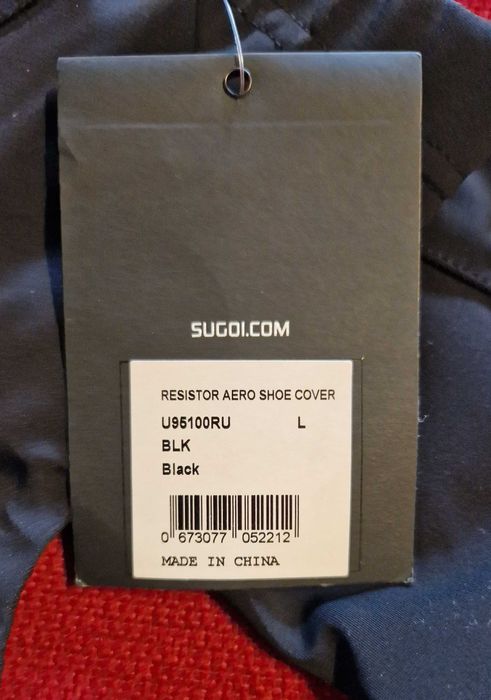 SUGOI.COM
RESISTOR AERO SHOE COVER
U95100RU L
BLK
Black
0 673077 052212
MADE IN CHINA